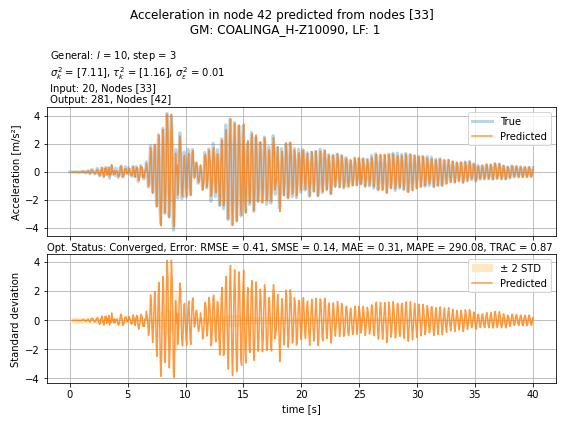 Acceleration in node 42 predicted from nodes [33]
GM: COALINGA_H-Z10090, LF: 1
General: l = 10, step = 3
σ²ₖ = [7.11], τ²ₖ = [1.16], σ²ε = 0.01
Input: 20, Nodes [33]
Output: 281, Nodes [42]
Acceleration [m/s²]
4
2
0
−2
−4
True
Predicted
Opt. Status: Converged, Error: RMSE = 0.41, SMSE = 0.14, MAE = 0.31, MAPE = 290.08, TRAC = 0.87
Standard deviation
4
2
0
−2
−4
± 2 STD
Predicted
0 5 10 15 20 25 30 35 40
time [s]